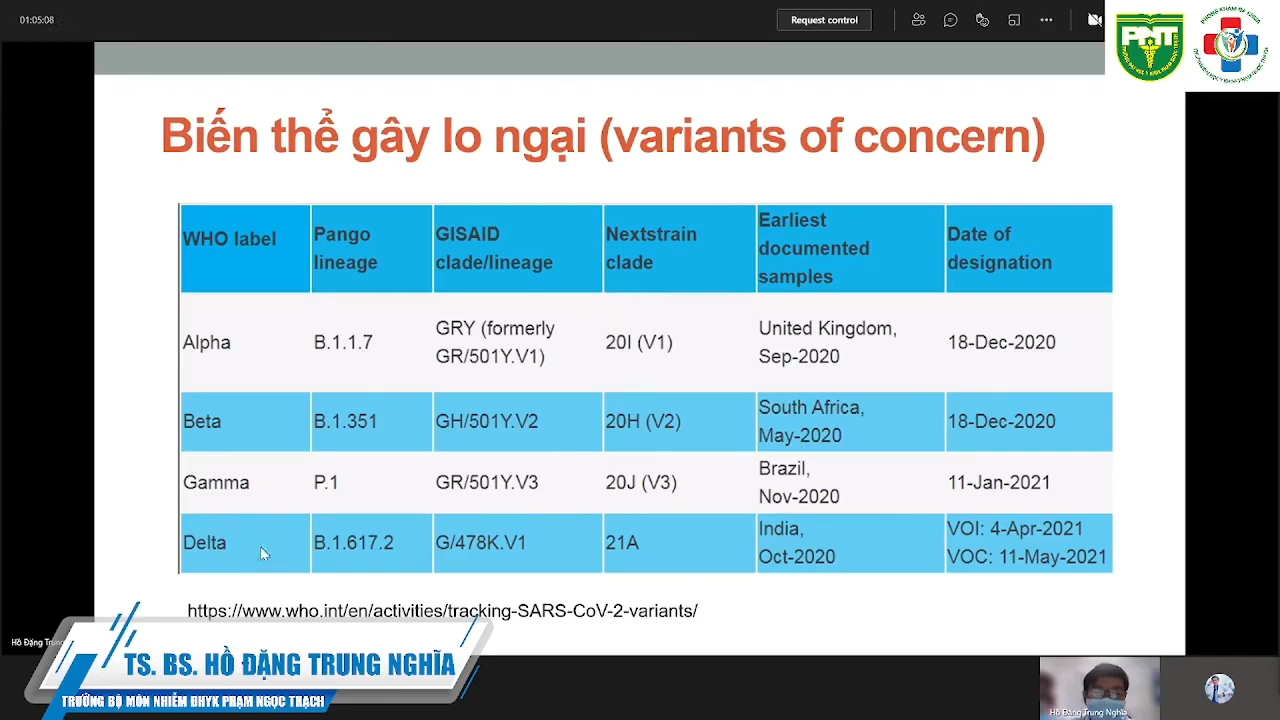 01:05:08
Request control
PNT
Biến thể gây lo ngại (variants of concern)
WHO label
Pango lineage
GISAID clade/lineage
Nextstrain clade
Earliest documented samples
Date of designation
Alpha
B.1.1.7
GRY (formerly GR/501Y.V1)
20I (V1)
United Kingdom, Sep-2020
18-Dec-2020
Beta
B.1.351
GH/501Y.V2
20H (V2)
South Africa, May-2020
18-Dec-2020
Gamma
P.1
GR/501Y.V3
20J (V3)
Brazil, Nov-2020
11-Jan-2021
Delta
B.1.617.2
G/478K.V1
21A
India, Oct-2020
VOI: 4-Apr-2021
VOC: 11-May-2021
https://www.who.int/en/activities/tracking-SARS-CoV-2-variants/
Hồ Đặng Trung
TS. BS. HỒ ĐẶNG TRUNG NGHĨA
TRƯỞNG BỘ MÔN NHIỄM ĐHYK PHẠM NGỌC THẠCH
Hồ Đặng Trung Nghĩa